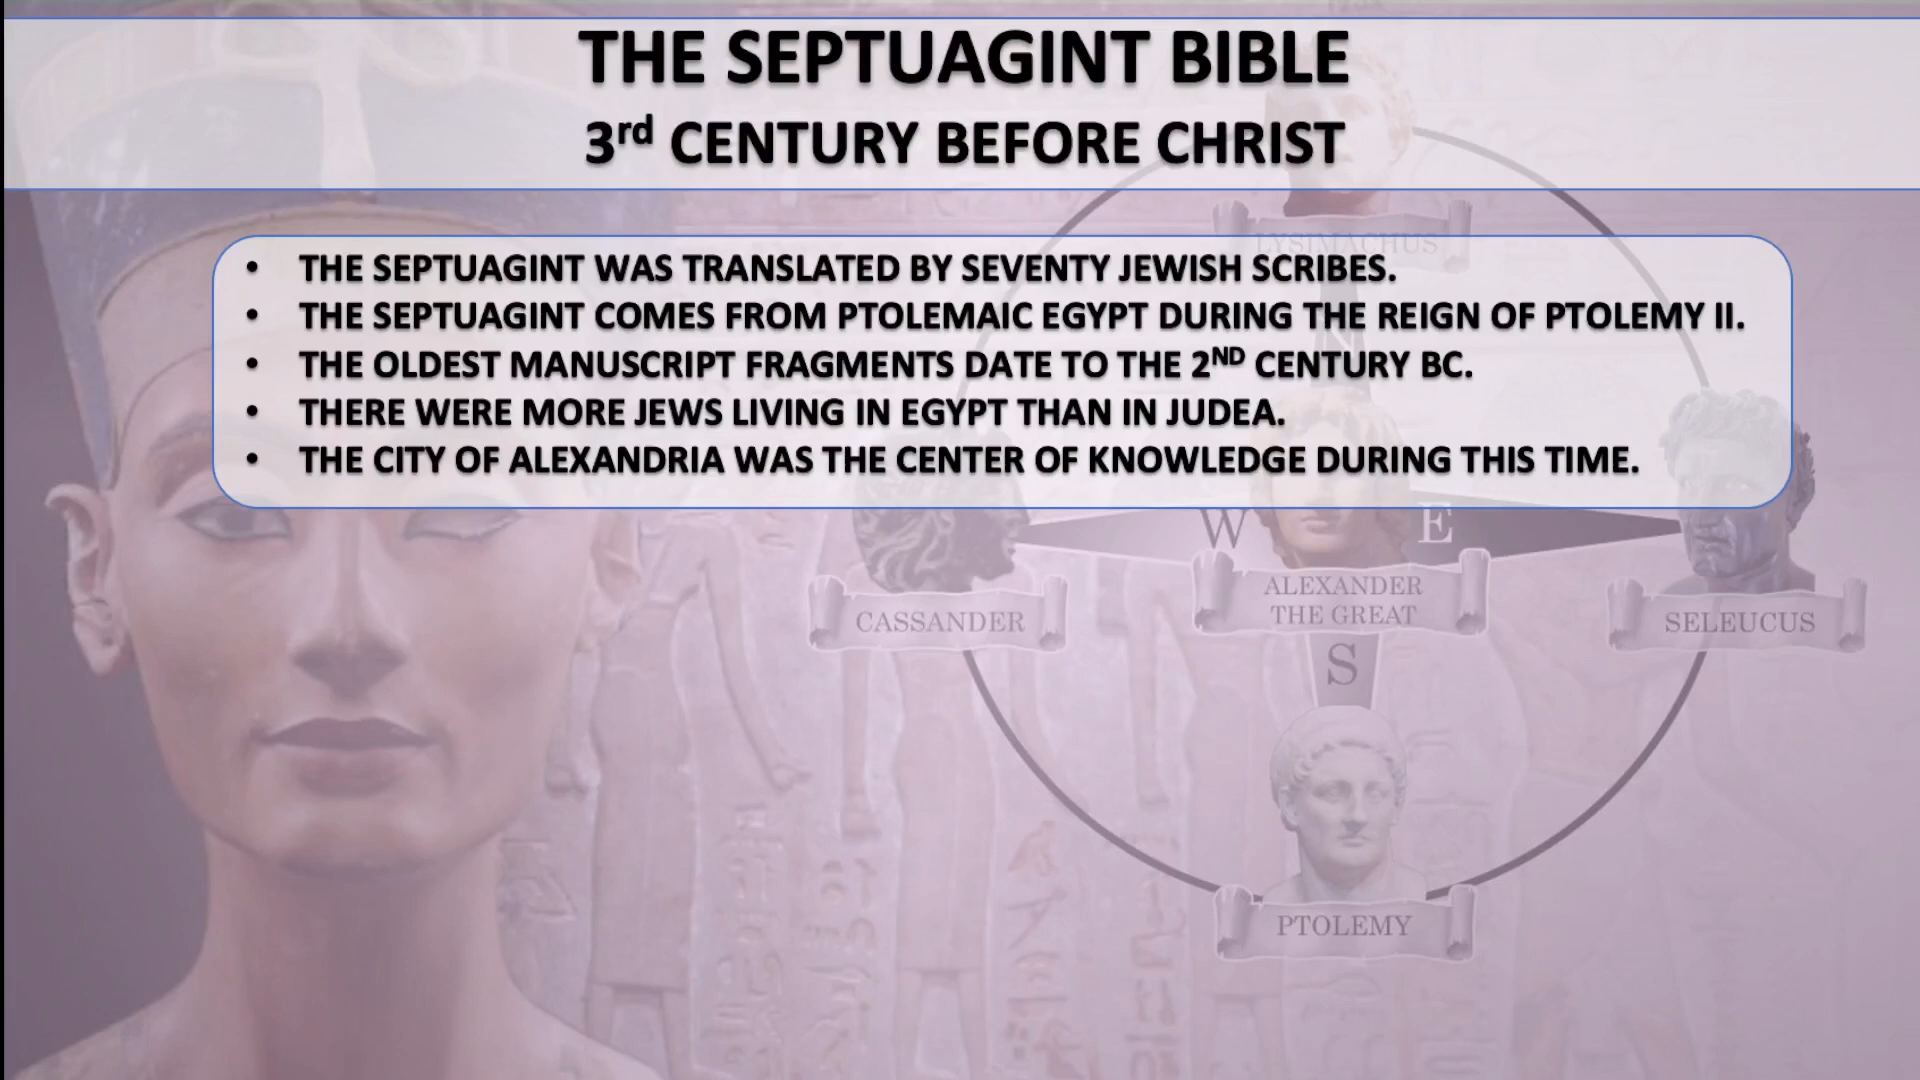 THE SEPTUAGINT BIBLE
3rd CENTURY BEFORE CHRIST
LYSIMACHUS
• THE SEPTUAGINT WAS TRANSLATED BY SEVENTY JEWISH SCRIBES.
• THE SEPTUAGINT COMES FROM PTOLEMAIC EGYPT DURING THE REIGN OF PTOLEMY II.
• THE OLDEST MANUSCRIPT FRAGMENTS DATE TO THE 2ND CENTURY BC.
• THERE WERE MORE JEWS LIVING IN EGYPT THAN IN JUDEA.
• THE CITY OF ALEXANDRIA WAS THE CENTER OF KNOWLEDGE DURING THIS TIME.
N
W E
CASSANDER
ALEXANDER
THE GREAT
SELEUCUS
S
PTOLEMY